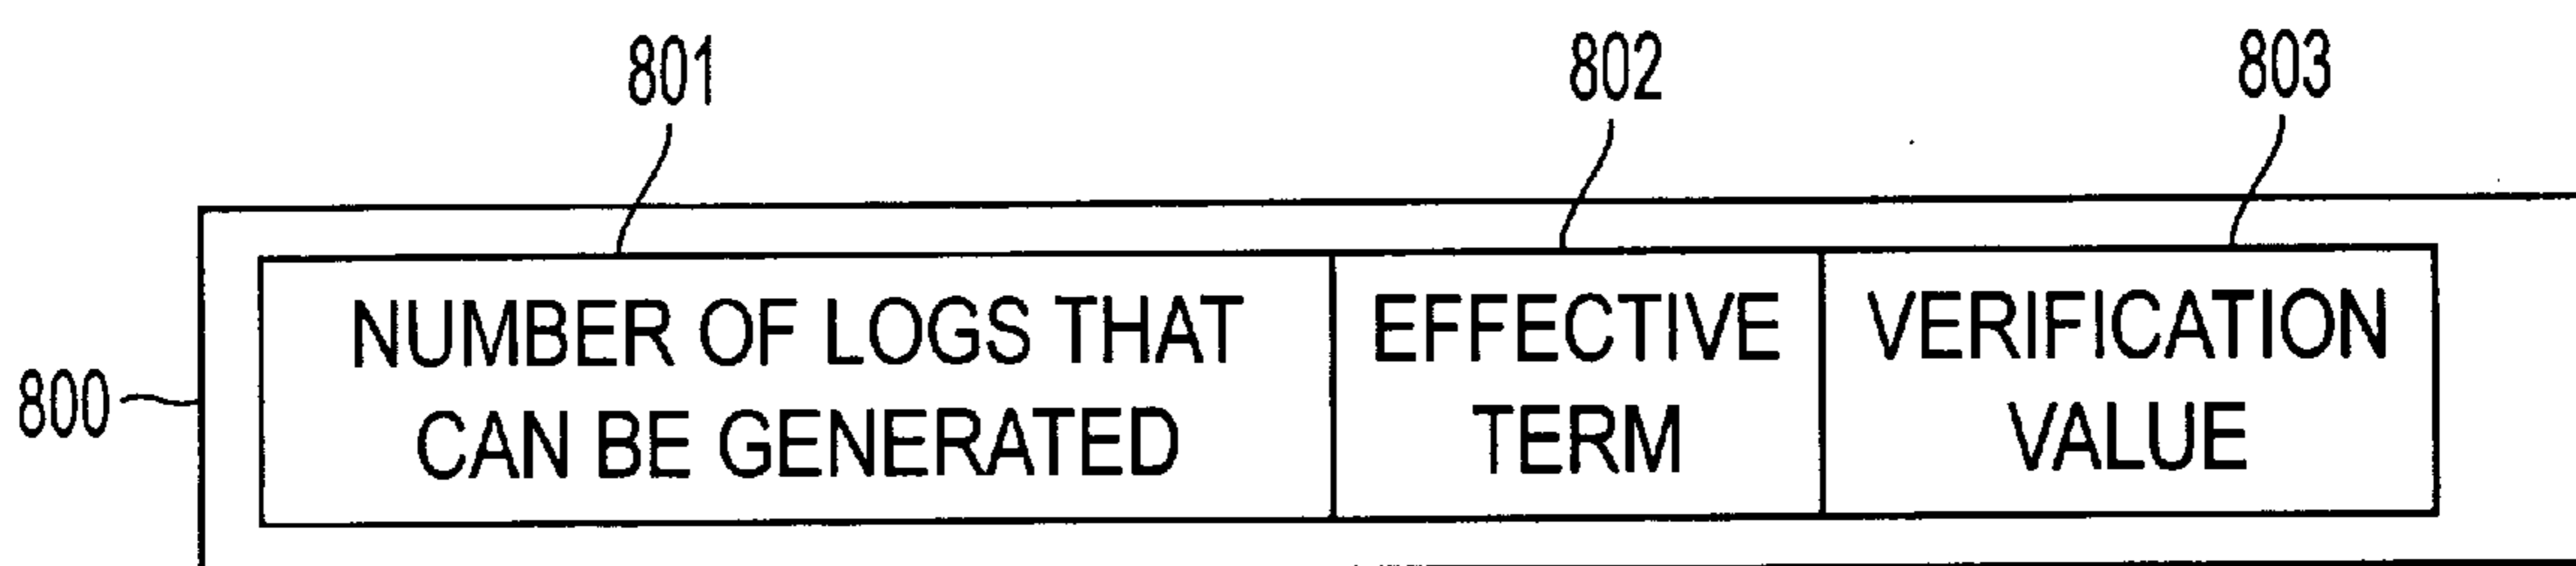 801 802 803
NUMBER OF LOGS THAT
CAN BE GENERATED
EFFECTIVE
TERM
VERIFICATION
VALUE
800